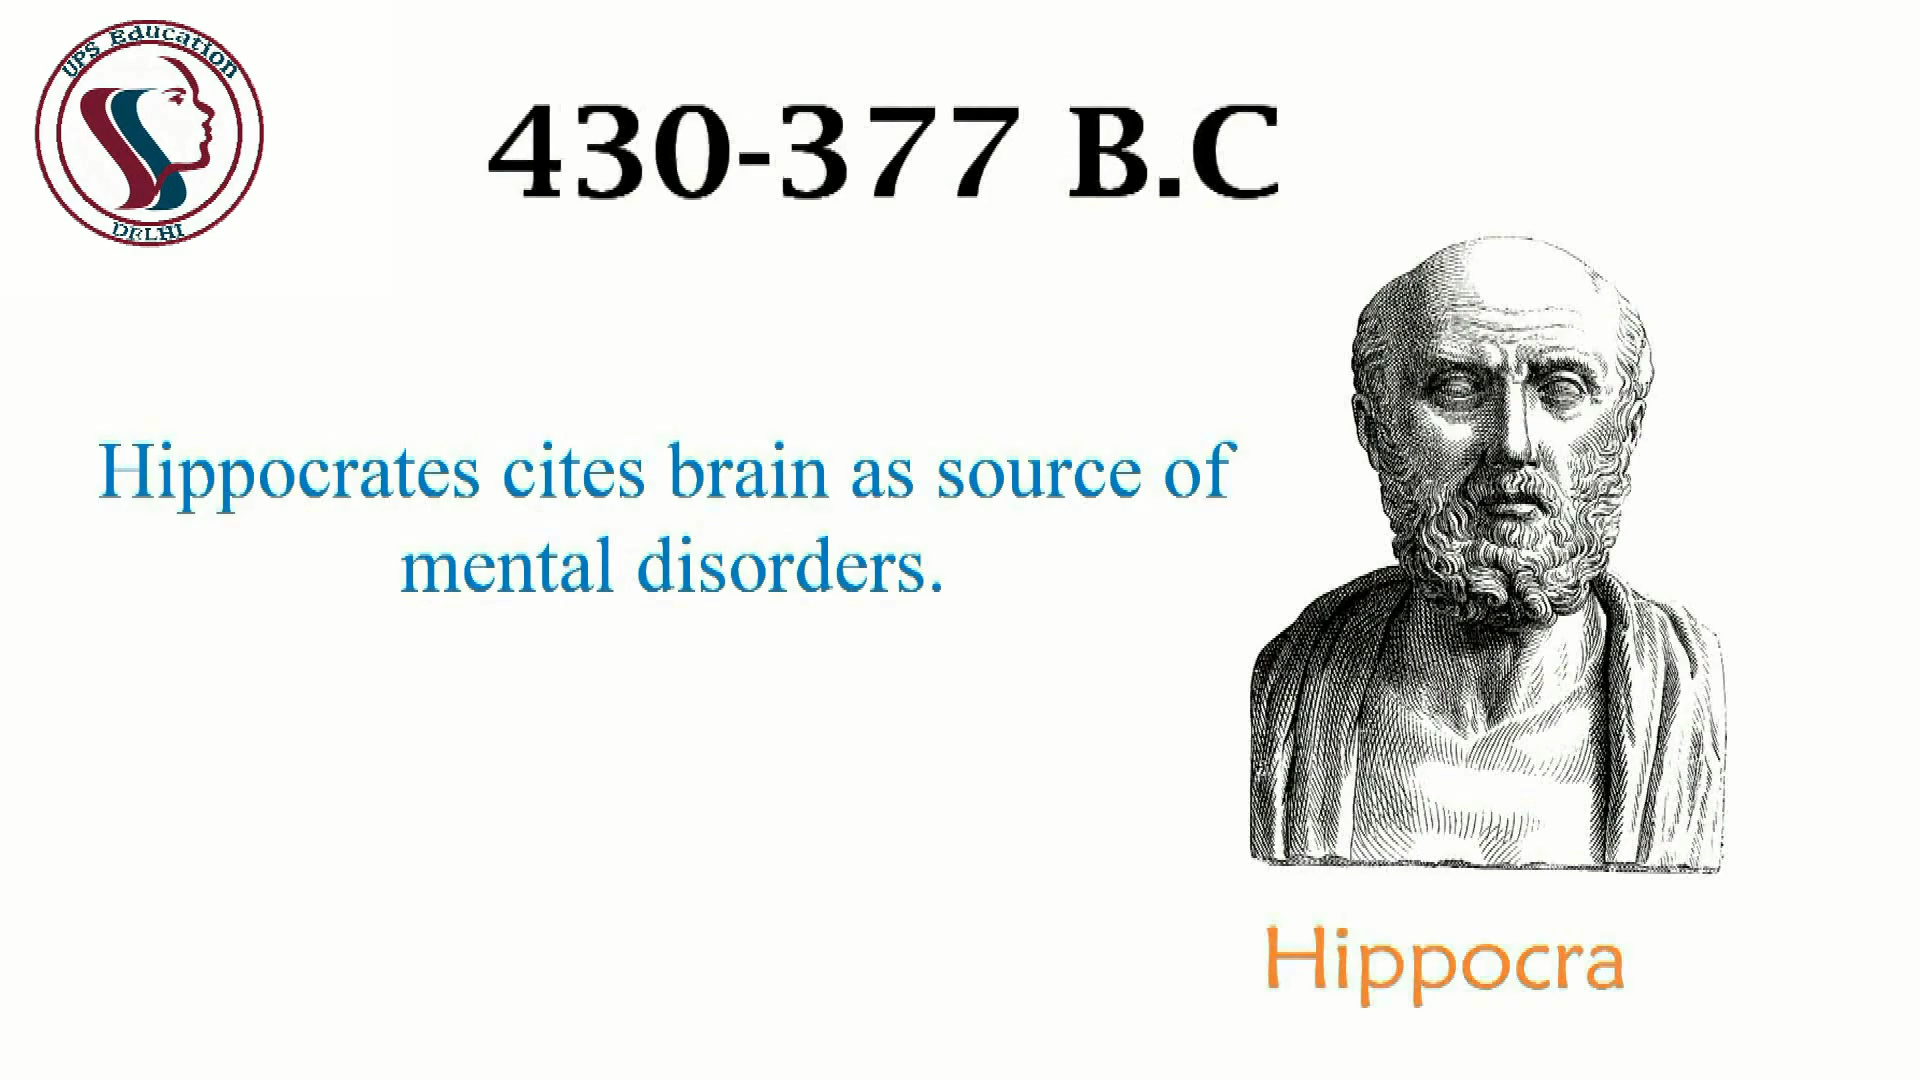 UPS Education
DELHI
430-377 B.C
Hippocrates cites brain as source of
mental disorders.
Hippocra